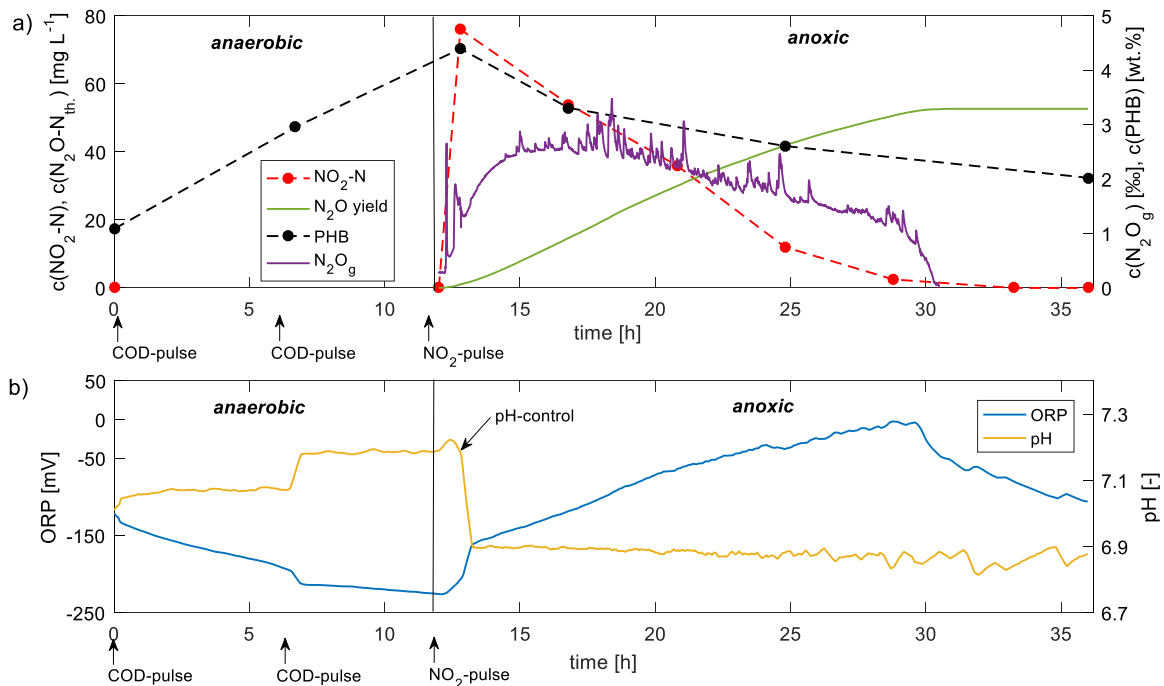 a)
anaerobic
anoxic
c(NO2-N), c(N2O-Nth.) [mg L-1]
80
60
40
20
0
5
4
3
2
1
0
c(N2Og) [‰], c(PHB) [wt.%]
NO2-N
N2O yield
PHB
N2Og
0
5
10
15
20
25
30
35
time [h]
COD-pulse
COD-pulse
NO2-pulse
b)
anaerobic
anoxic
pH-control
ORP
pH
ORP [mV]
50
0
-50
-150
-250
7.3
7.1
6.9
6.7
pH [-]
0
5
10
15
20
25
30
35
time [h]
COD-pulse
COD-pulse
NO2-pulse